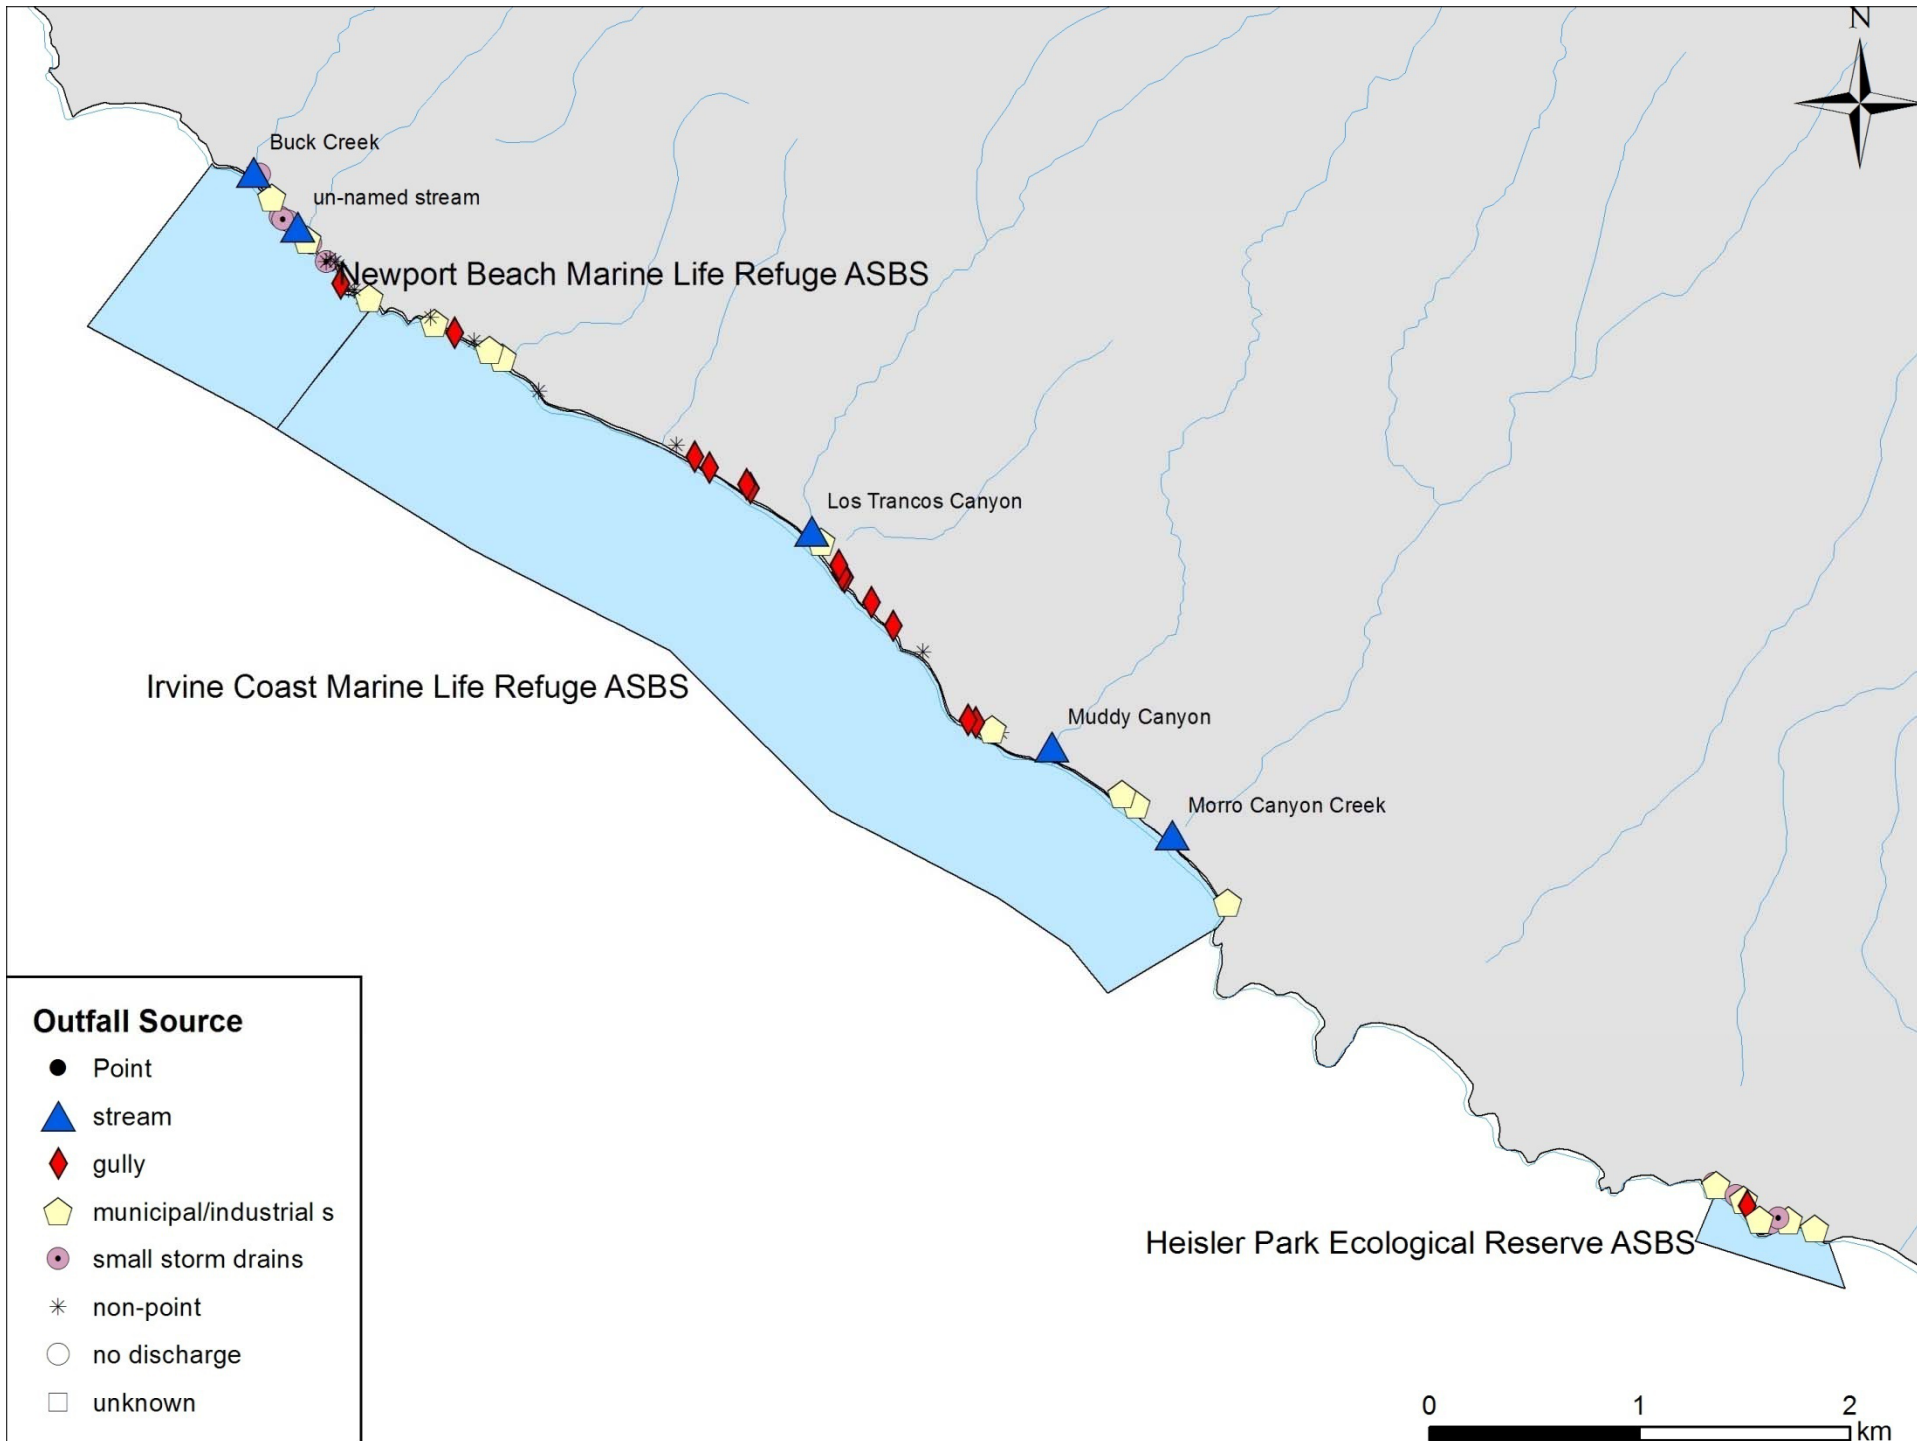 N
Buck Creek
un-named stream
Newport Beach Marine Life Refuge ASBS
Los Trancos Canyon
Irvine Coast Marine Life Refuge ASBS
Muddy Canyon
Morro Canyon Creek
Heisler Park Ecological Reserve ASBS
Outfall Source
Point
stream
gully
municipal/industrial s
small storm drains
non-point
no discharge
unknown
0 1 2
km